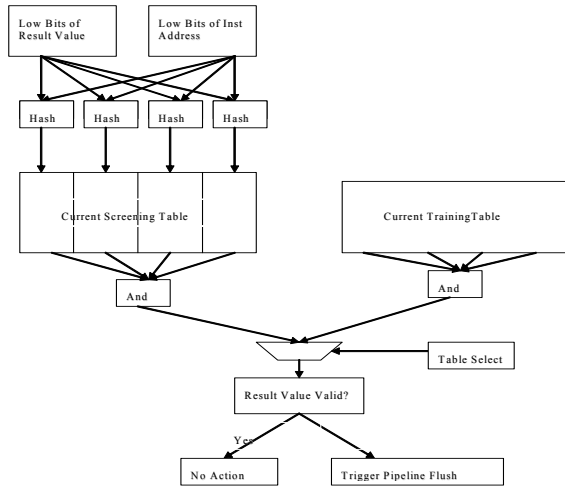 Low Bits of
Result Value
Low Bits of Inst
Address
Hash
Hash
Hash
Hash
Current Screening Table
Current TrainingTable
And
And
Table Select
Result Value Valid?
Yes
No Action
Trigger Pipeline Flush